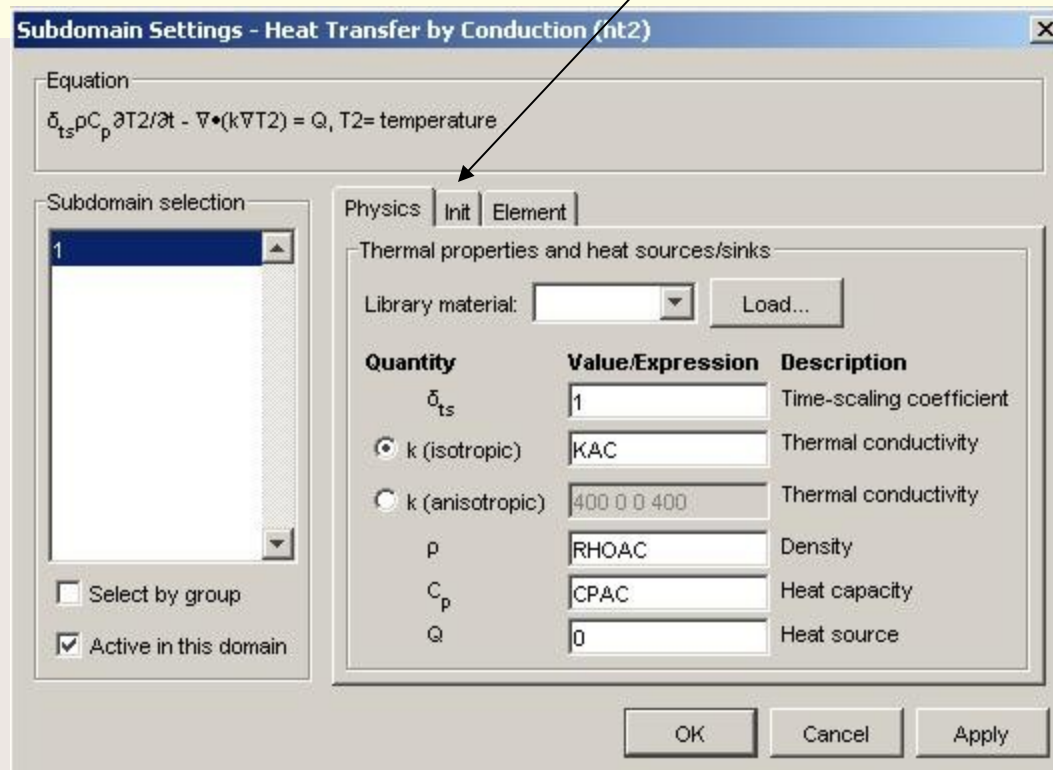 Subdomain Settings - Heat Transfer by Conduction (ht2)
Equation
δts ρCp ∂T2/∂t - ∇•(k∇T2) = Q, T2= temperature
Subdomain selection
1
Select by group
Active in this domain
Physics Init Element
Thermal properties and heat sources/sinks
Library material: Load...
Quantity Value/Expression Description
δts 1 Time-scaling coefficient
k (isotropic) KAC Thermal conductivity
k (anisotropic) 400 0 0 400 Thermal conductivity
ρ RHOAC Density
Cp CPAC Heat capacity
Q 0 Heat source
OK Cancel Apply